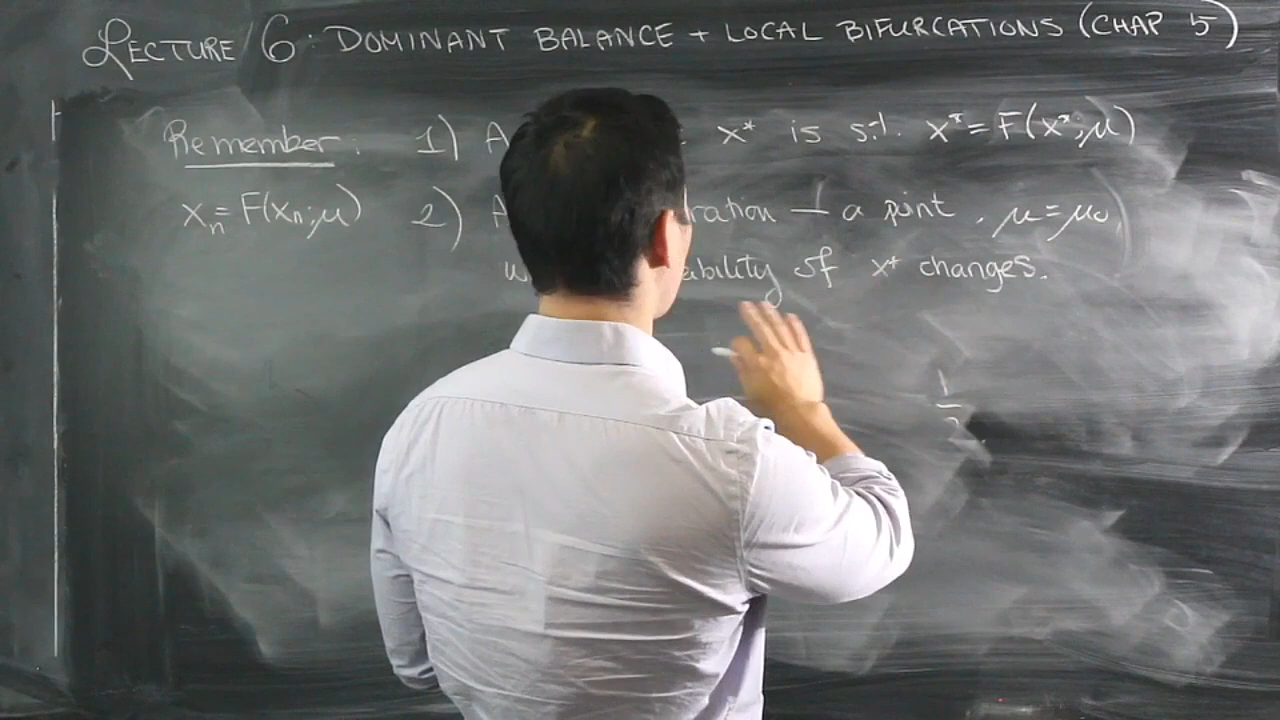 LECTURE 6: DOMINANT BALANCE + LOCAL BIFURCATIONS (CHAP 5)
Remember: 1) A x* is s.t. x* = F(x*;μ)
xₙ = F(xₙ;μ) 2) A ration a point, μ=μ₀,
w ability of x* changes.
1